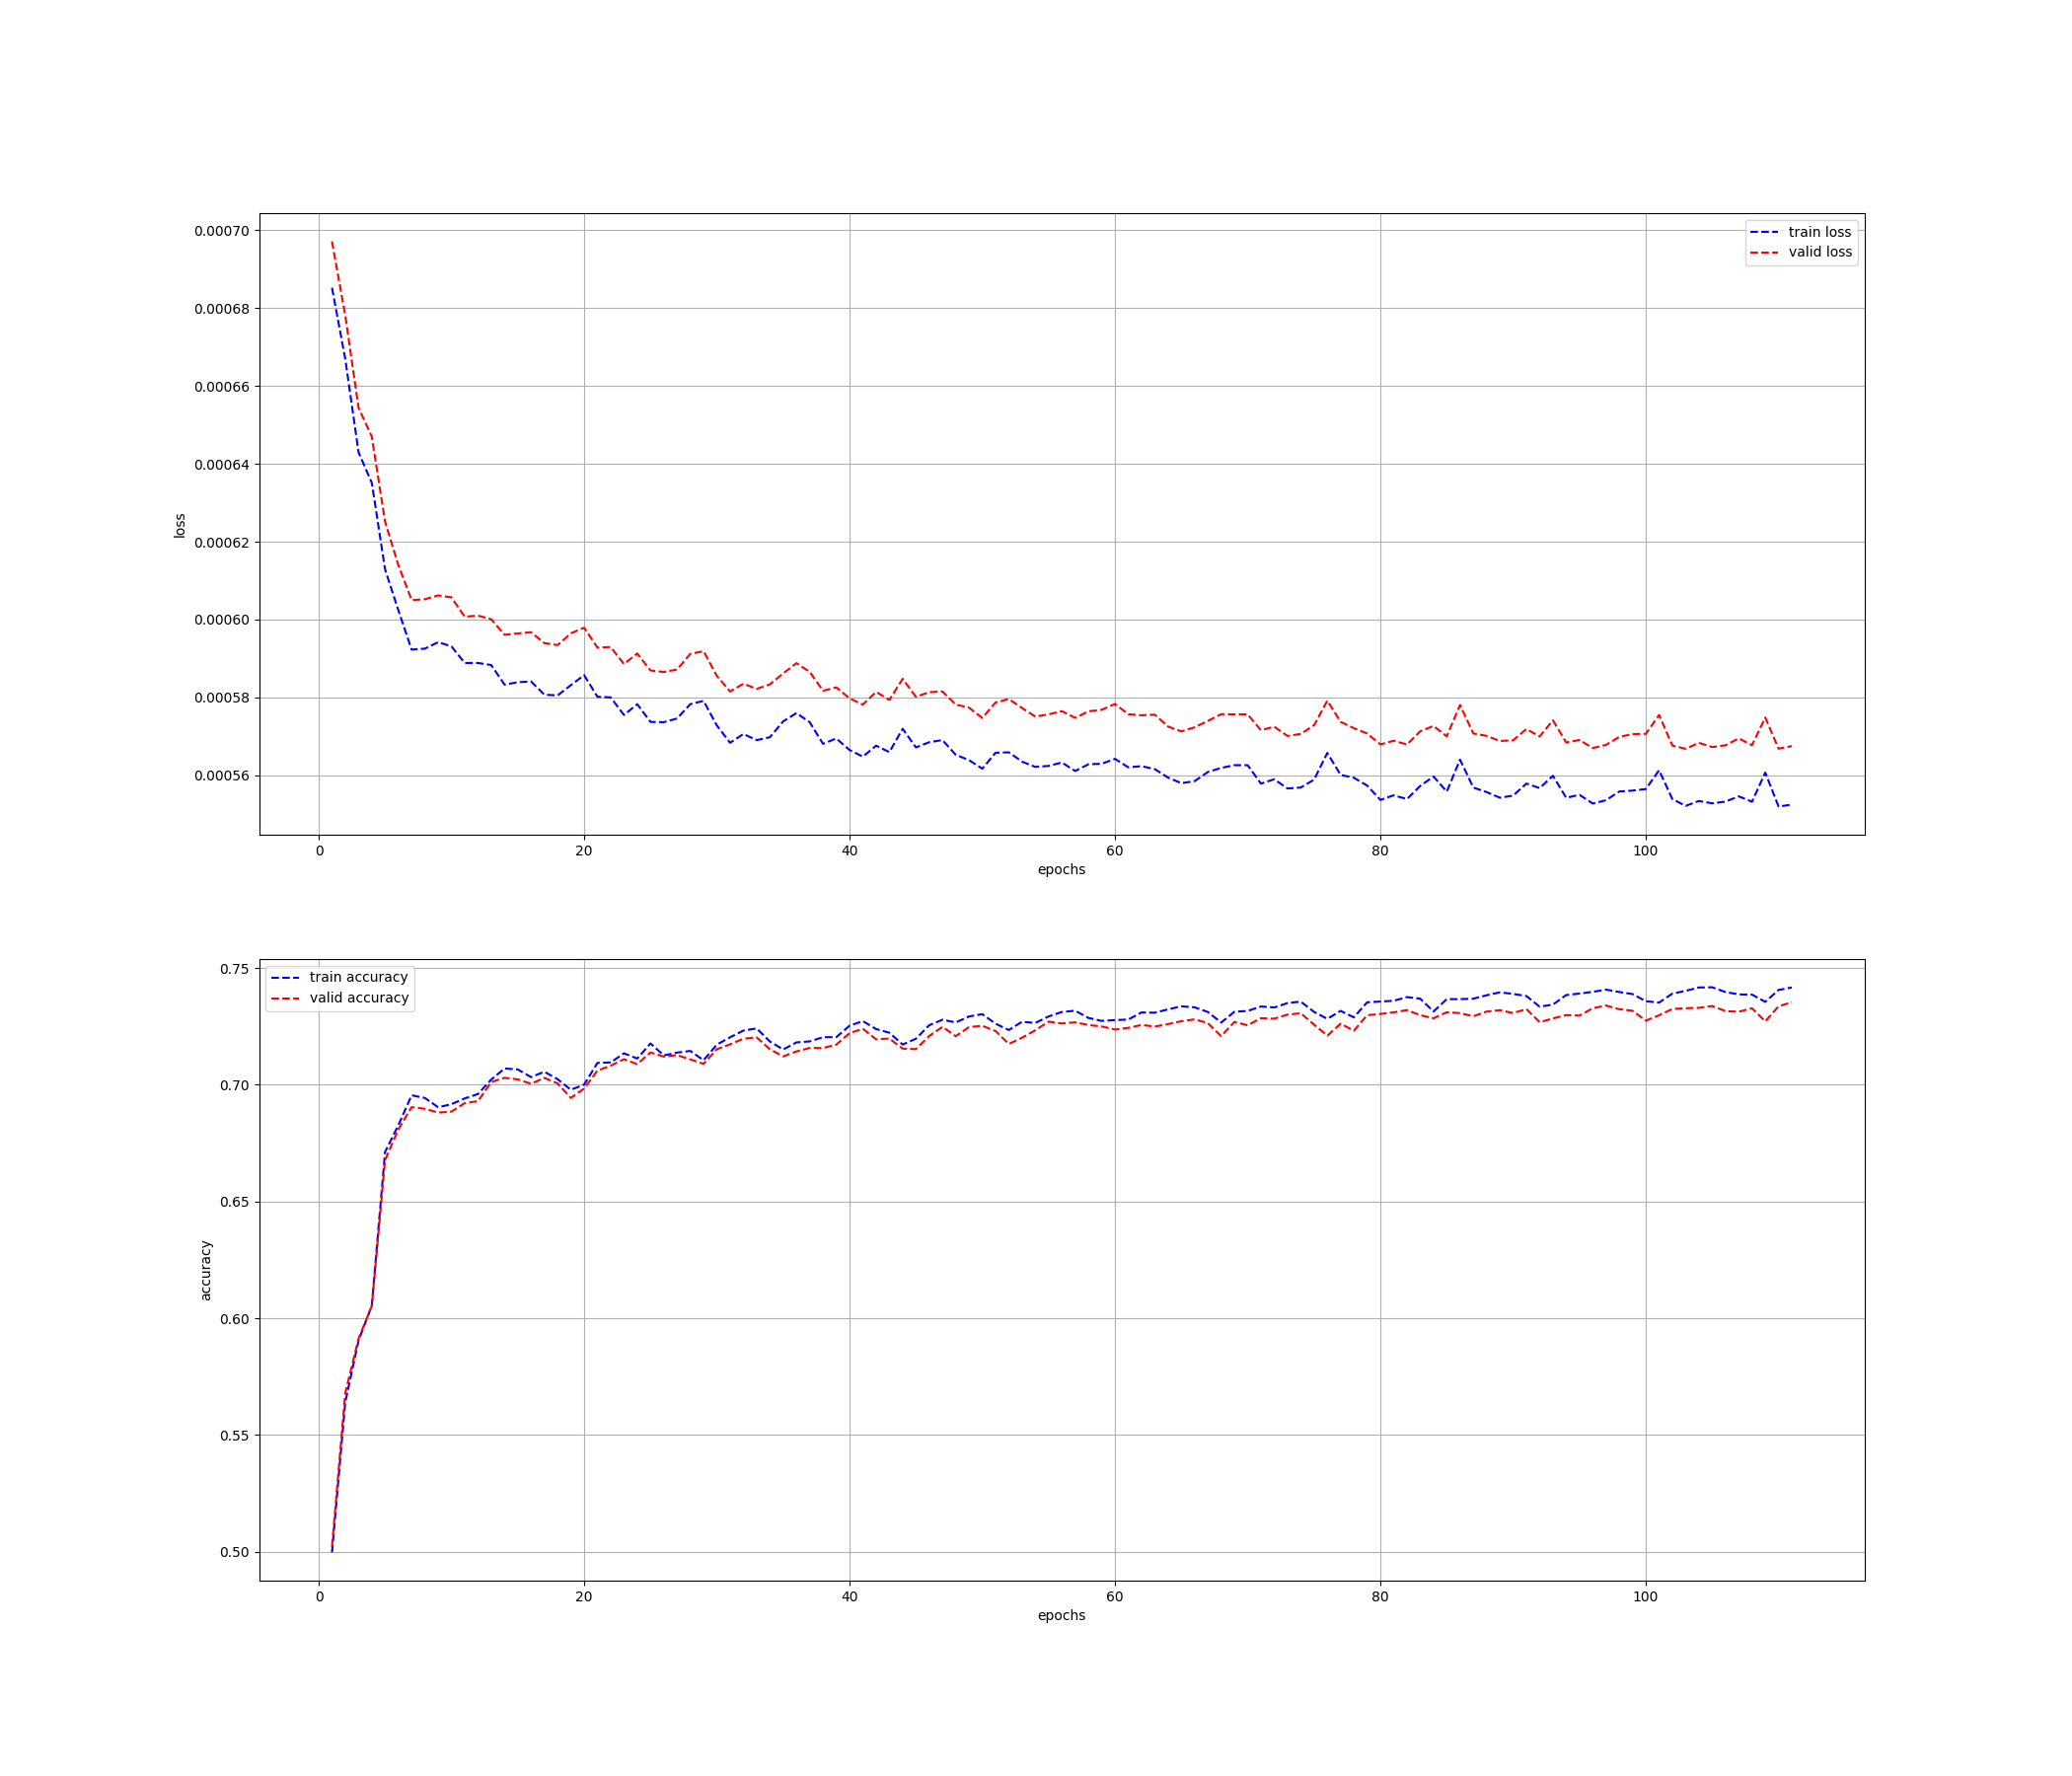 0.00070
0.00068
0.00066
0.00064
0.00062
0.00060
0.00058
0.00056
loss
train loss
valid loss
0 20 40 60 80 100
epochs
0.75
0.70
0.65
0.60
0.55
0.50
accuracy
train accuracy
valid accuracy
0 20 40 60 80 100
epochs